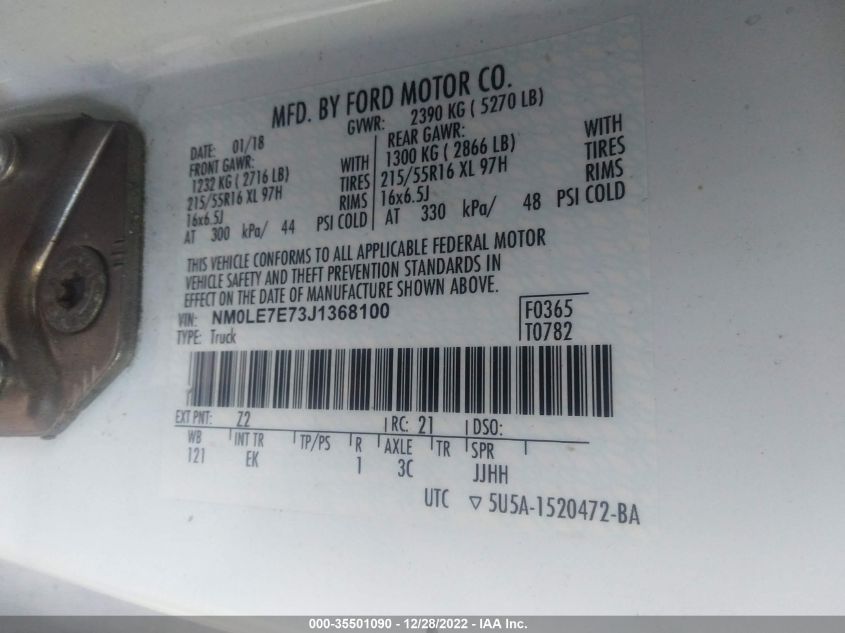 MFD. BY FORD MOTOR CO.
DATE: 01/18 GVWR: 2390 KG ( 5270 LB)
FRONT GAWR: REAR GAWR:
1232 KG ( 2716 LB) WITH 1300 KG ( 2866 LB) WITH
215/55R16 XL 97H TIRES 215/55R16 XL 97H TIRES
16x6.5J RIMS 16x6.5J RIMS
AT 300 kPa/ 44 PSI COLD AT 330 kPa/ 48 PSI COLD
THIS VEHICLE CONFORMS TO ALL APPLICABLE FEDERAL MOTOR
VEHICLE SAFETY AND THEFT PREVENTION STANDARDS IN
EFFECT ON THE DATE OF MANUFACTURE SHOWN ABOVE.
VIN: NM0LE7E73J1368100 F0365
TYPE: Truck T0782
EXT PNT: Z2 RC: 21 DSO:
WB INT TR TP/PS R AXLE TR SPR
121 EK 1 3C JJHH
UTC ▽ 5U5A-1520472-BA
000-35501090 - 12/28/2022 - IAA Inc.